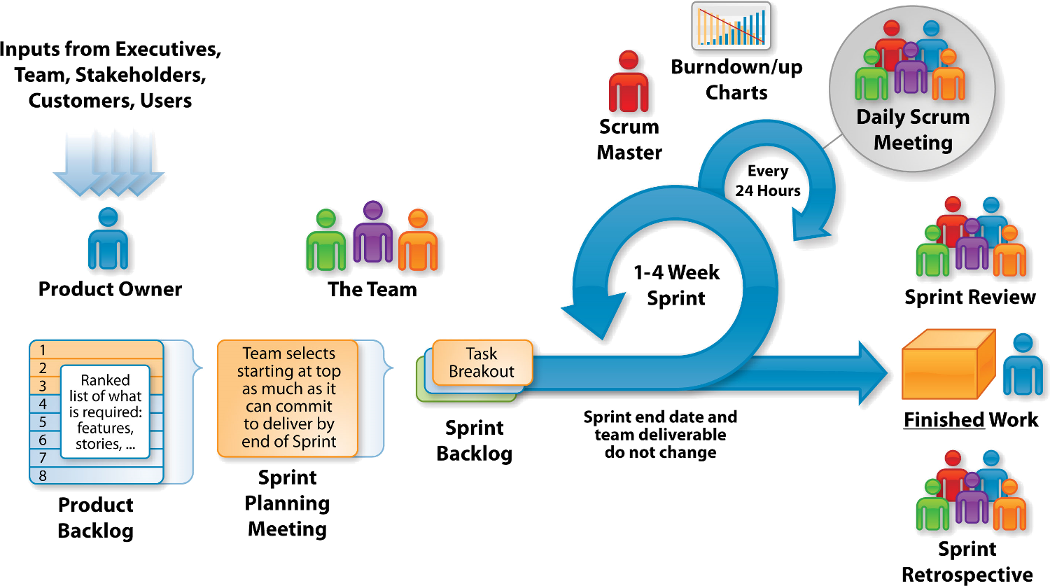 Inputs from Executives,
Team, Stakeholders,
Customers, Users
Product Owner
The Team
Scrum
Master
Burndown/up
Charts
Daily Scrum
Meeting
Every
24 Hours
1-4 Week
Sprint
Sprint Review
1
2
3
4
5
6
7
8
Ranked
list of what
is required:
features,
stories, ...
Product
Backlog
Team selects
starting at top
as much as it
can commit
to deliver by
end of Sprint
Sprint
Planning
Meeting
Task
Breakout
Sprint
Backlog
Sprint end date and
team deliverable
do not change
Finished Work
Sprint
Retrospective